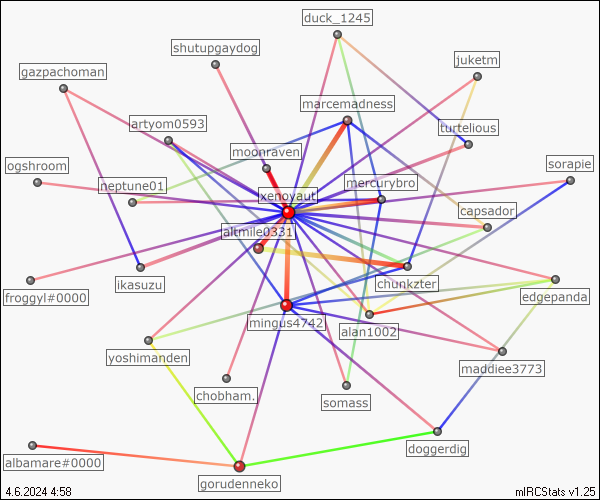 duck_1245
shutupgaydog
juketm
gazpachoman
marcemadness
artyom0593
turtelious
moonraven
ogshroom
sorapie
mercurybro
neptune01
xenoyaut
capsador
altmile0331
chunkzter
ikasuzu
froggyl#0000
edgepanda
mingus4742
alan1002
yoshimanden
maddiee3773
chobham.
somass
doggerdig
albamare#0000
gorudenneko
4.6.2024 4:58
mIRCStats v1.25